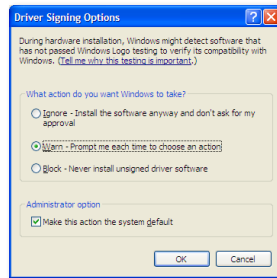 Driver Signing Options
During hardware installation, Windows might detect software that
has not passed Windows Logo testing to verify its compatibility with
Windows. (Tell me why this testing is important.)
What action do you want Windows to take?
Ignore - Install the software anyway and don't ask for my
approval
Warn - Prompt me each time to choose an action
Block - Never install unsigned driver software
Administrator option
Make this action the system default
OK Cancel